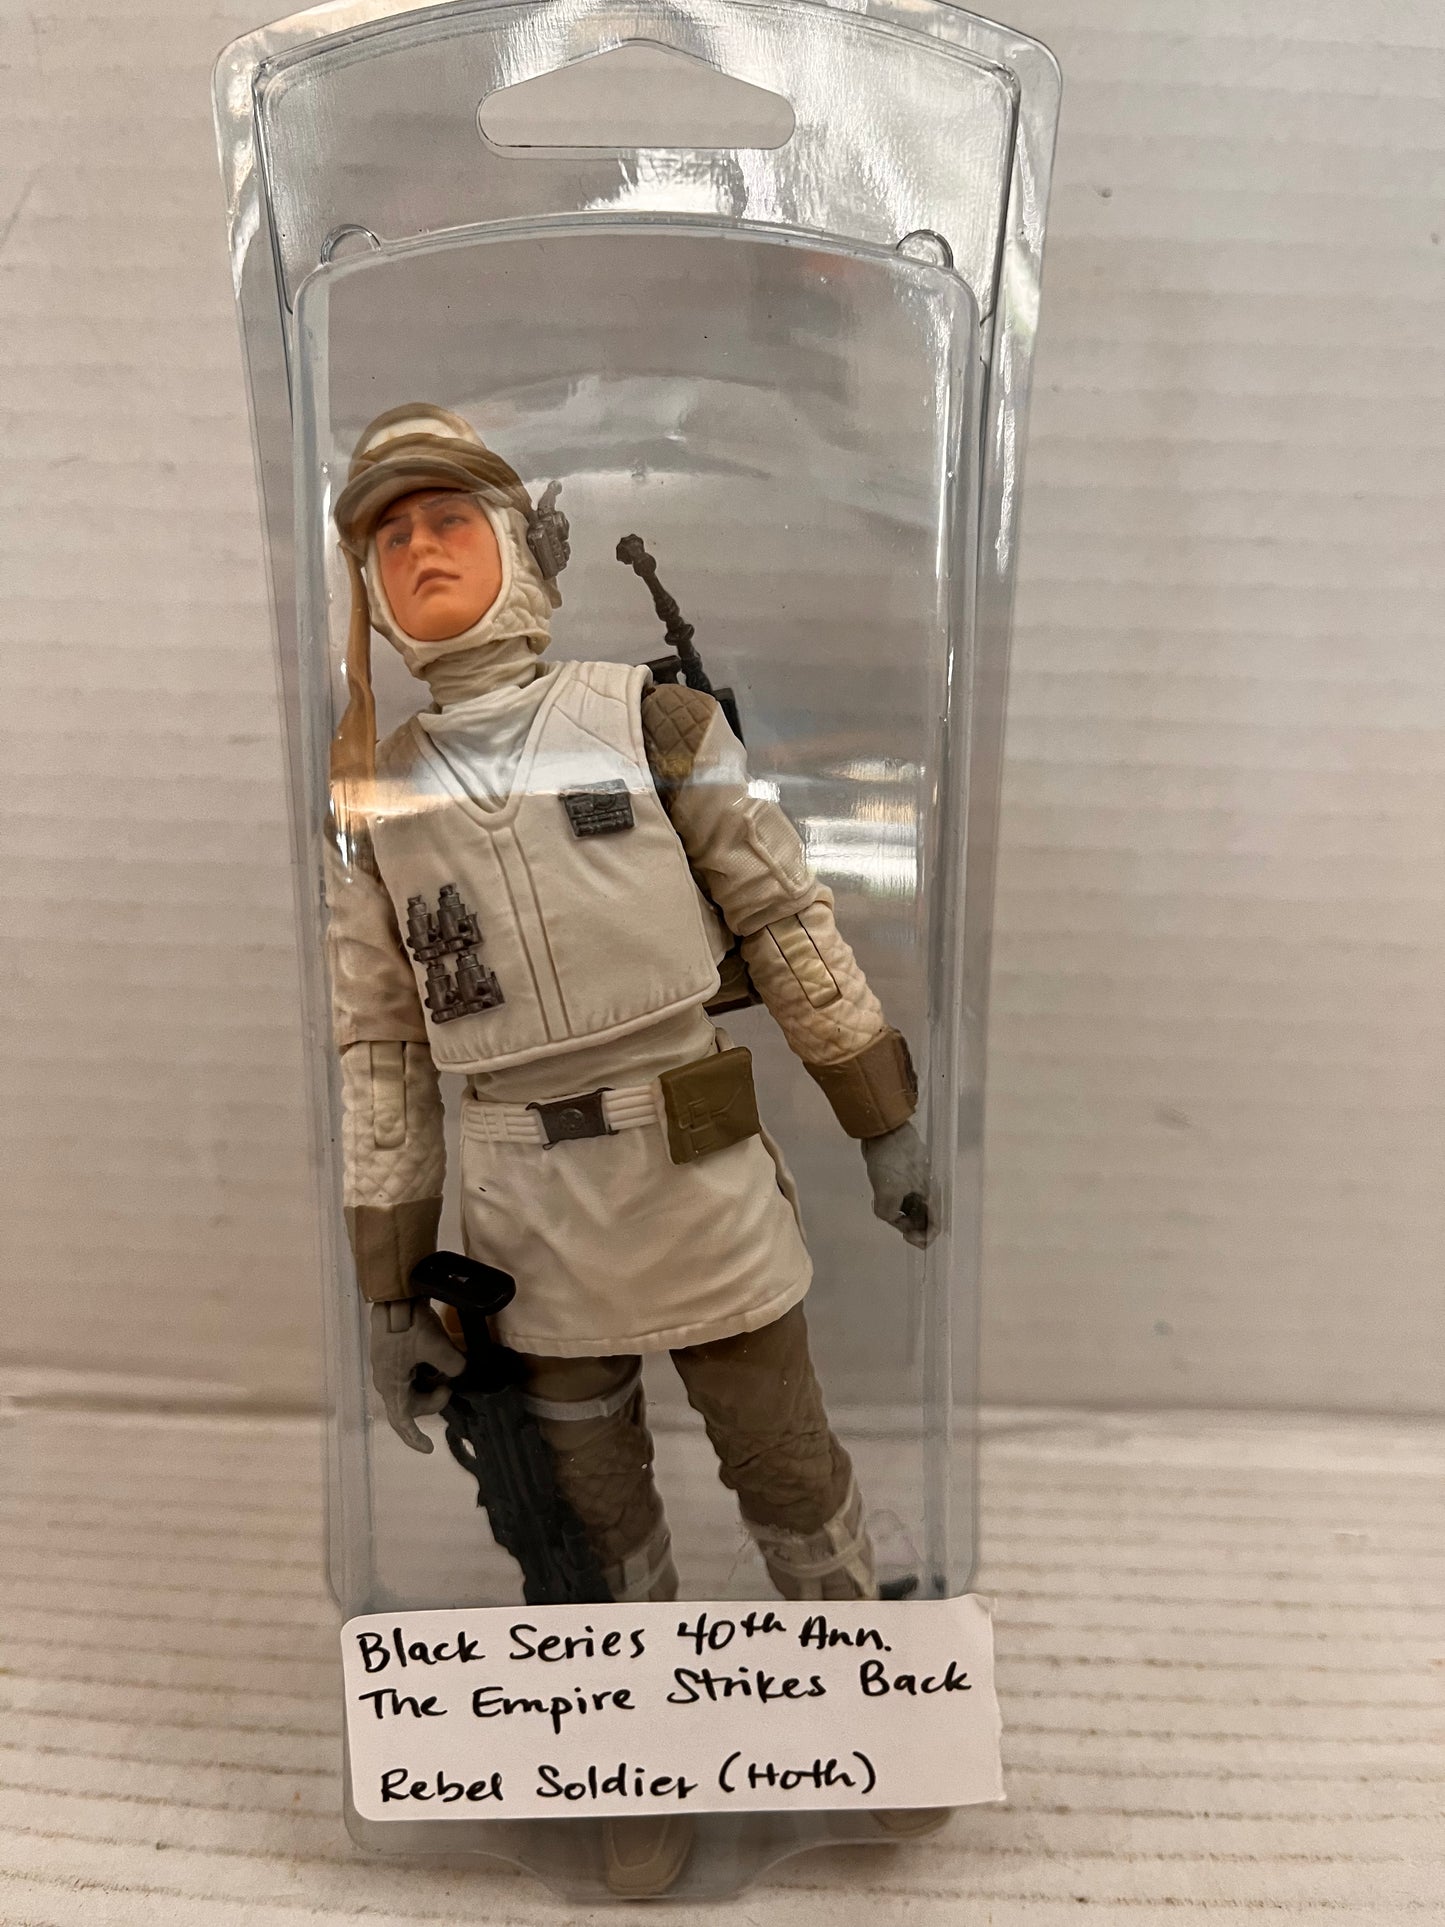 Black Series 40th Ann.
The Empire Strikes Back
Rebel Soldier (Hoth)